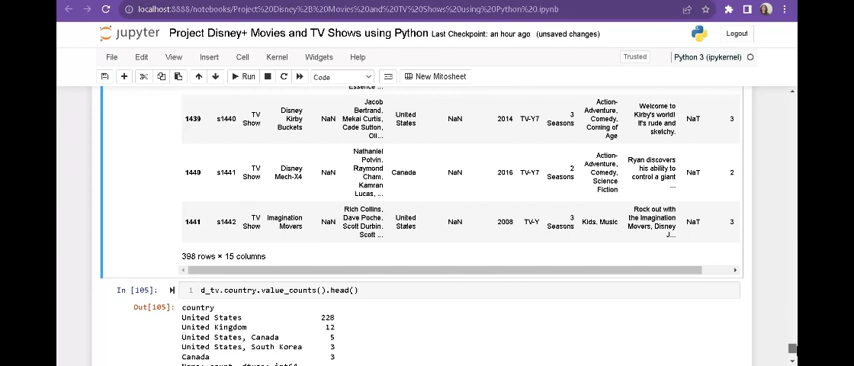 localhost:8888/notebooks/Project%20Disney%2B%20Movies%20and%20TV%20Shows%20using%20Python%20.ipynb
jupyter Project Disney+ Movies and TV Shows using Python Last Checkpoint: an hour ago (unsaved changes) Logout
File Edit View Insert Cell Kernel Widgets Help Trusted Python 3 (ipykernel)
Run Code New Mitosheet
Essence ...
1439 s1440 TV Show Disney Kirby Buckets NaN Jacob Bertrand, Mekai Curtis, Cade Sutton, Oli... United States NaN 2014 TV-Y7 3 Seasons Action-Adventure, Comedy, Coming of Age Welcome to Kirby's world! It's rude and sketchy. NaT 3
1440 s1441 TV Show Disney Mech-X4 NaN Nathaniel Potvin, Raymond Cham, Kamran Lucas, ... Canada NaN 2016 TV-Y7 2 Seasons Action-Adventure, Comedy, Science Fiction Ryan discovers his ability to control a giant ... NaT 2
1441 s1442 TV Show Imagination Movers NaN Rich Collins, Dave Poche, Scott Durbin, Scott ... United States NaN 2008 TV-Y 3 Seasons Kids, Music Rock out with the Imagination Movers, Disney J... NaT 3
398 rows × 15 columns
In [105]: 1 d_tv.country.value_counts().head()
Out[105]: country
United States 228
United Kingdom 12
United States, Canada 5
United States, South Korea 3
Canada 3
Name: count, dtype: int64